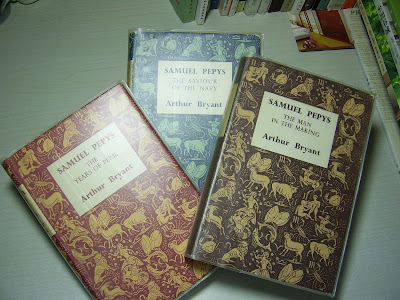 SAMUEL PEPYS
THE
YEARS OF PERIL
Arthur Bryant
SAMUEL PEPYS
THE SAVIOUR
OF THE NAVY
Arthur Bryant
SAMUEL PEPYS
THE MAN
IN THE MAKING
Arthur Bryant